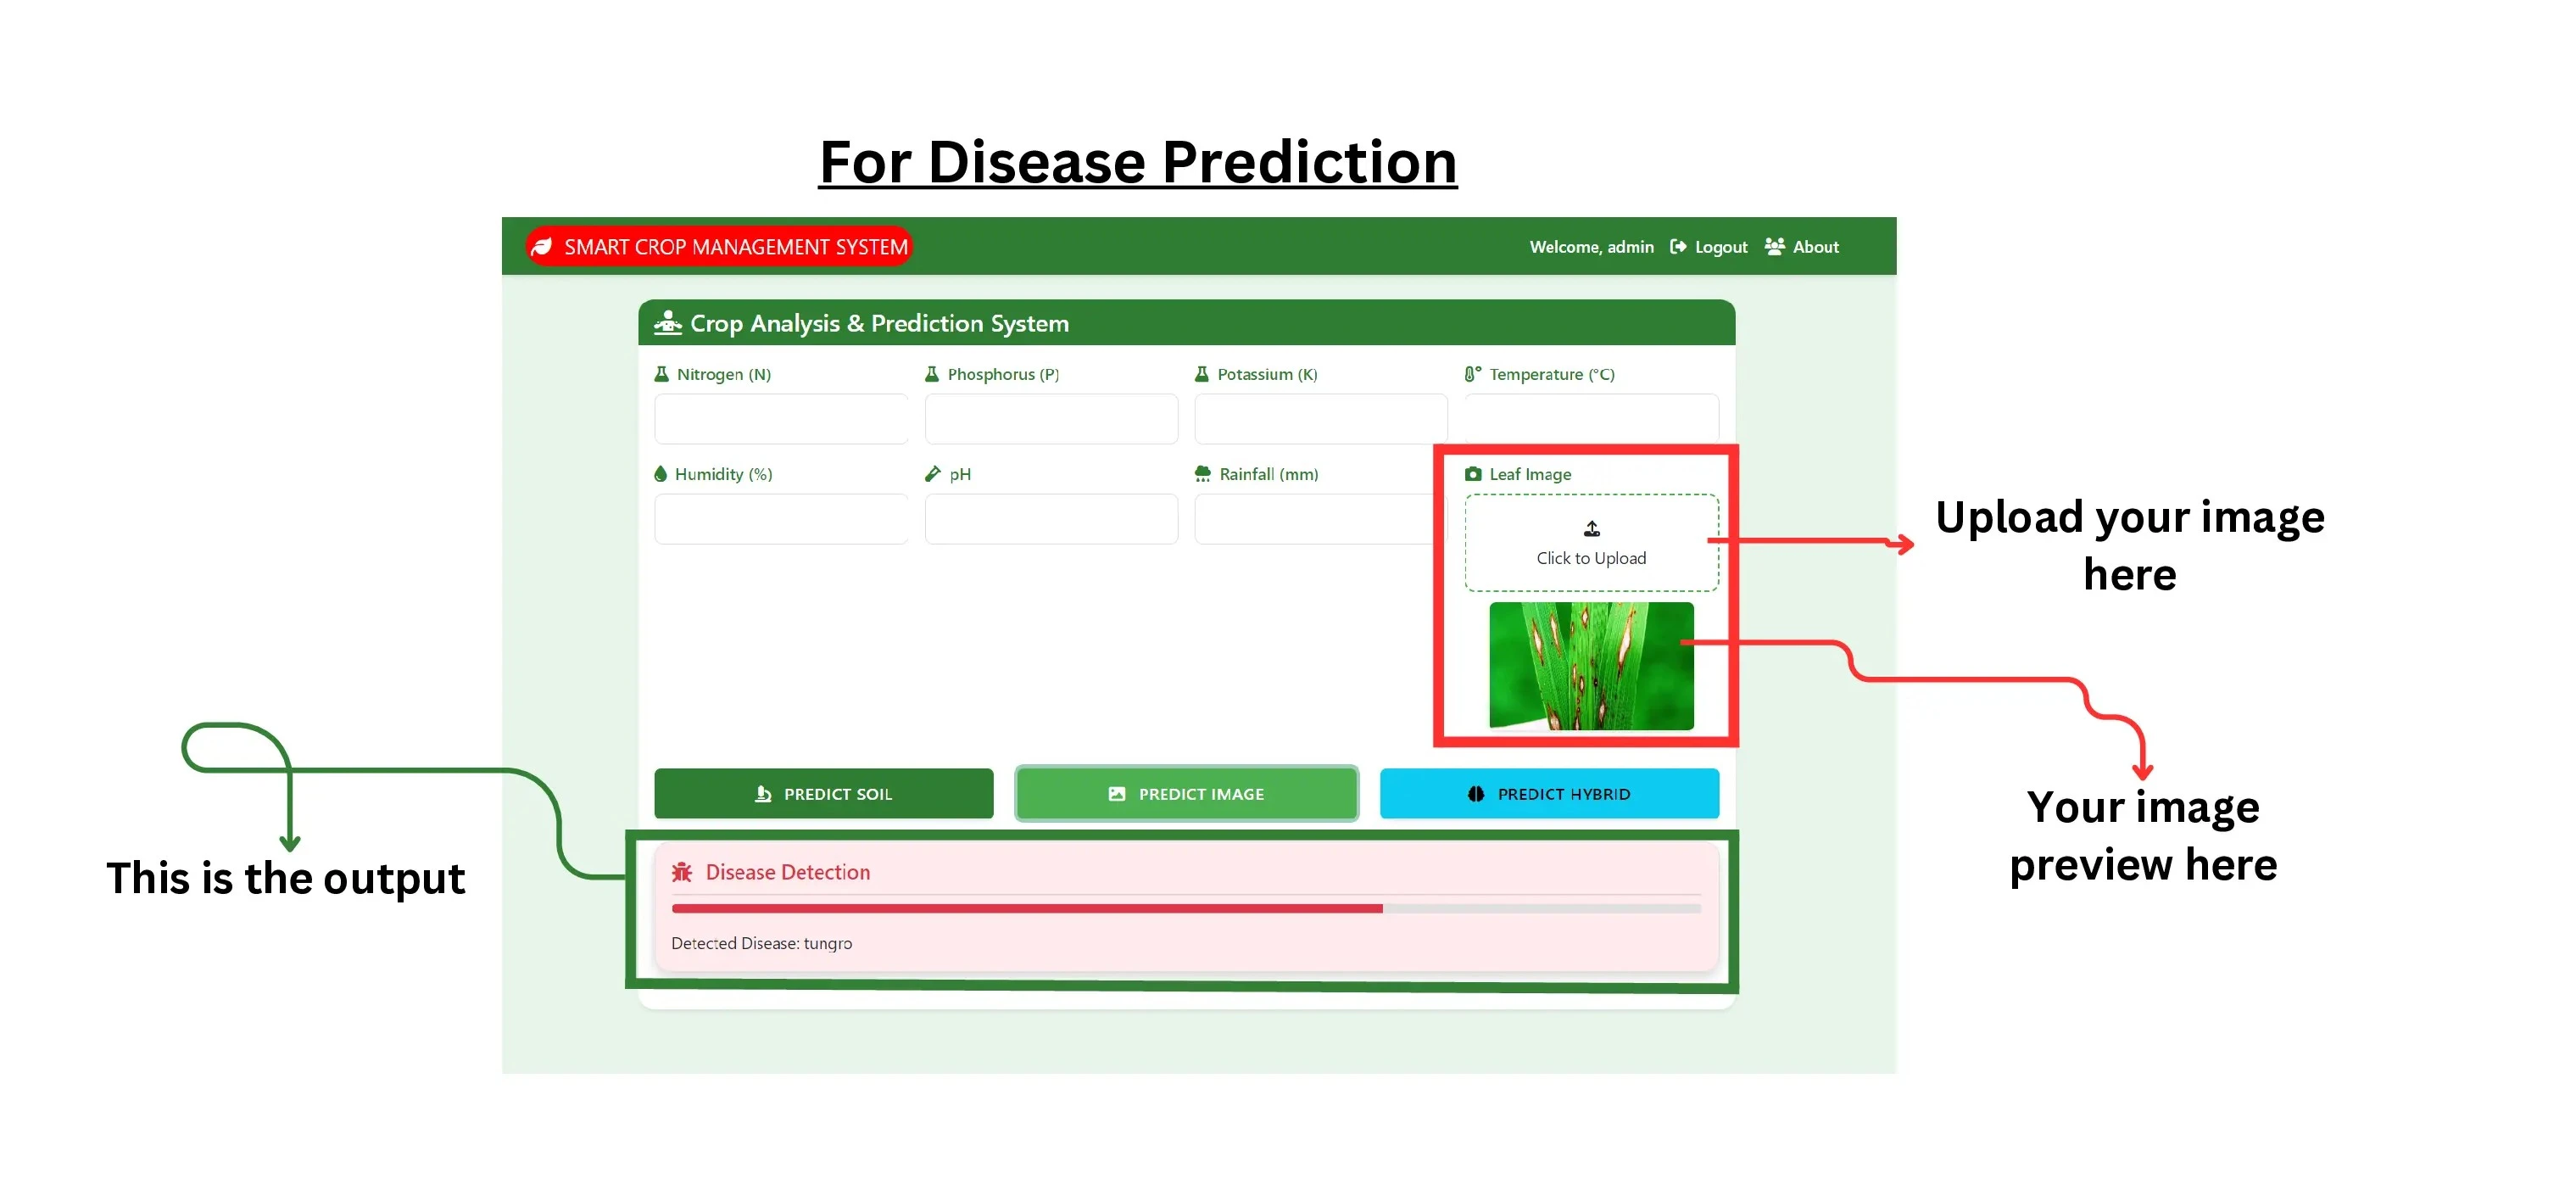 For Disease Prediction
SMART CROP MANAGEMENT SYSTEM
Welcome, admin Logout About
Crop Analysis & Prediction System
Nitrogen (N) Phosphorus (P) Potassium (K) Temperature (°C)
Humidity (%) pH Rainfall (mm) Leaf Image
Click to Upload
Upload your image
here
Your image
preview here
PREDICT SOIL PREDICT IMAGE PREDICT HYBRID
This is the output
Disease Detection
Detected Disease: tungro